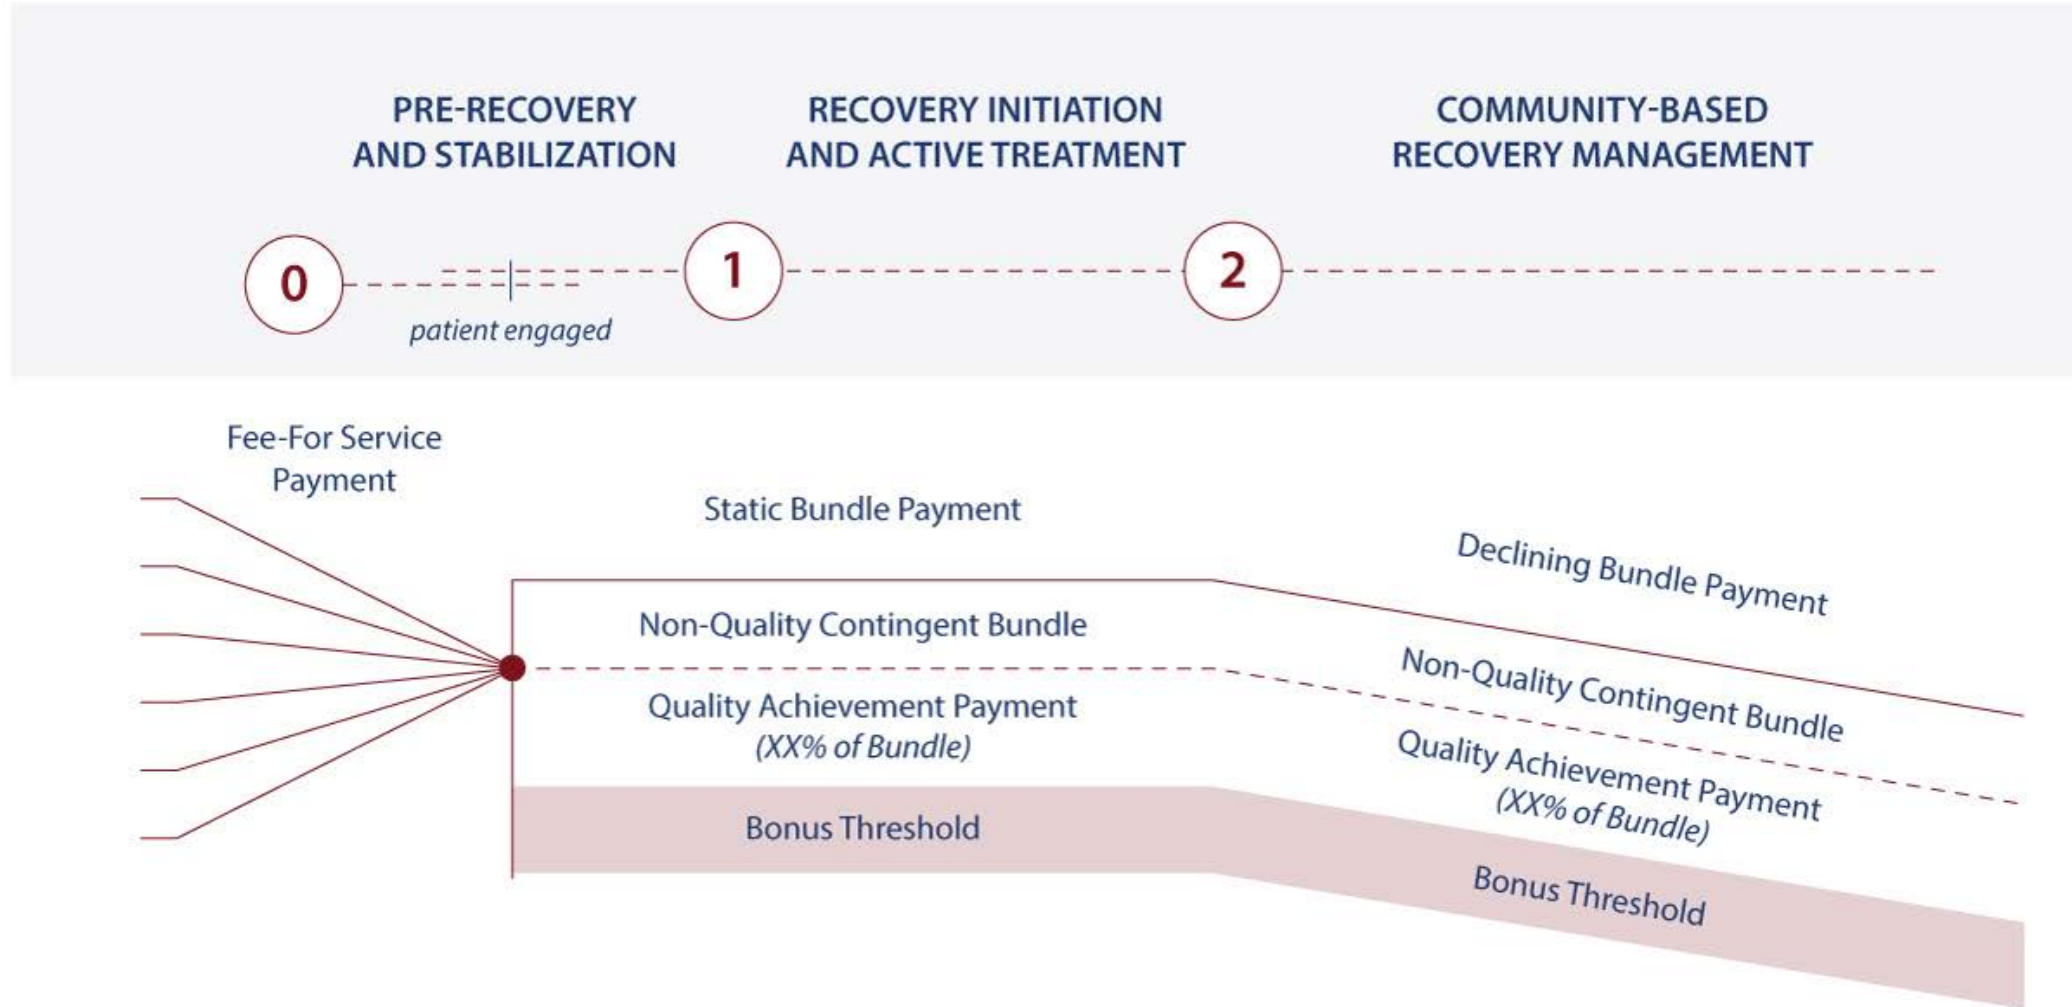 PRE-RECOVERY
AND STABILIZATION
RECOVERY INITIATION
AND ACTIVE TREATMENT
COMMUNITY-BASED
RECOVERY MANAGEMENT
0
1
2
patient engaged
Fee-For Service
Payment
Static Bundle Payment
Declining Bundle Payment
Non-Quality Contingent Bundle
Non-Quality Contingent Bundle
Quality Achievement Payment
(XX% of Bundle)
Quality Achievement Payment
(XX% of Bundle)
Bonus Threshold
Bonus Threshold